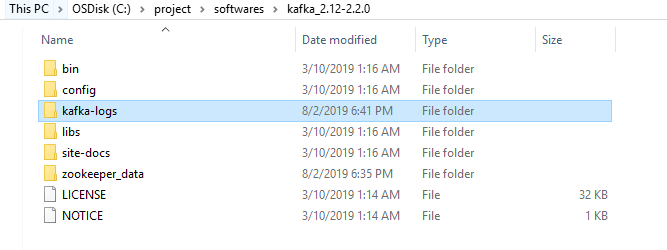 This PC > OSDisk (C:) > project > softwares > kafka_2.12-2.2.0
Name Date modified Type Size
bin 3/10/2019 1:16 AM File folder
config 3/10/2019 1:16 AM File folder
kafka-logs 8/2/2019 6:41 PM File folder
libs 3/10/2019 1:16 AM File folder
site-docs 3/10/2019 1:16 AM File folder
zookeeper_data 8/2/2019 6:35 PM File folder
LICENSE 3/10/2019 1:14 AM File 32 KB
NOTICE 3/10/2019 1:14 AM File 1 KB